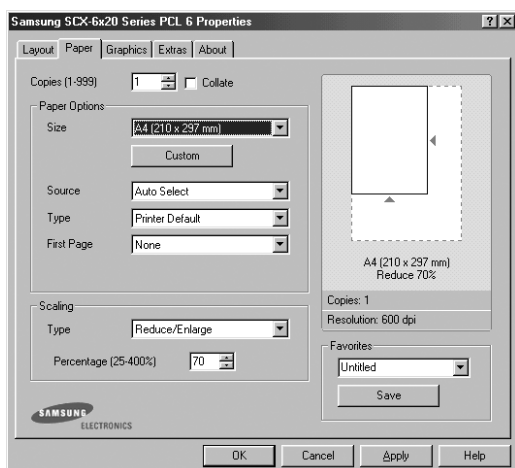 Samsung SCX-6x20 Series PCL 6 Properties
Layout Paper Graphics Extras About
Copies (1-999) 1 Collate
Paper Options
Size A4 (210 x 297 mm)
Custom
Source Auto Select
Type Printer Default
First Page None
Scaling
Type Reduce/Enlarge
Percentage (25-400%) 70
A4 (210 x 297 mm)
Reduce 70%
Copies: 1
Resolution: 600 dpi
Favorites
Untitled
Save
SAMSUNG
ELECTRONICS
OK Cancel Apply Help